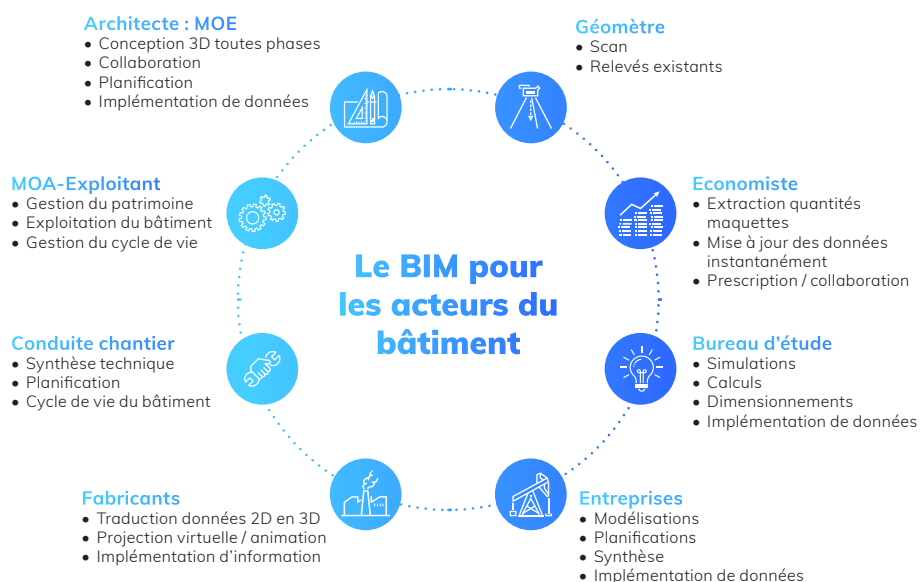 Architecte : MOE
• Conception 3D toutes phases
• Collaboration
• Planification
• Implémentation de données
Géomètre
• Scan
• Relevés existants
MOA-Exploitant
• Gestion du patrimoine
• Exploitation du bâtiment
• Gestion du cycle de vie
Economiste
• Extraction quantités
maquettes
• Mise à jour des données
instantanément
• Prescription / collaboration
Le BIM pour
les acteurs du
bâtiment
Conduite chantier
• Synthèse technique
• Planification
• Cycle de vie du bâtiment
Bureau d’étude
• Simulations
• Calculs
• Dimensionnements
• Implémentation de données
Fabricants
• Traduction données 2D en 3D
• Projection virtuelle / animation
• Implémentation d’information
Entreprises
• Modélisations
• Planifications
• Synthèse
• Implémentation de données